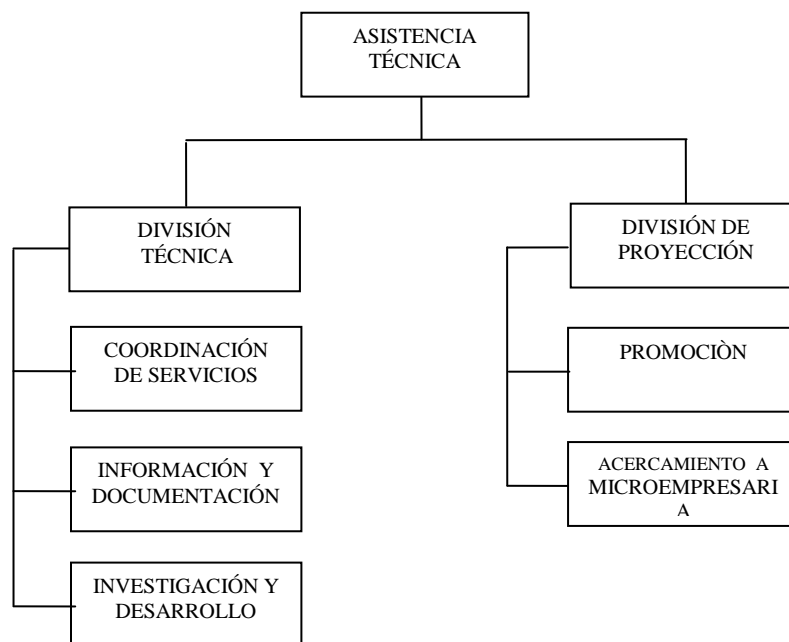 ASISTENCIA
TÉCNICA
DIVISIÓN
TÉCNICA
DIVISIÓN DE
PROYECCIÓN
COORDINACIÓN
DE SERVICIOS
PROMOCIÒN
INFORMACIÓN Y
DOCUMENTACIÓN
ACERCAMIENTO A
MICROEMPRESARI
A
INVESTIGACIÓN Y
DESARROLLO